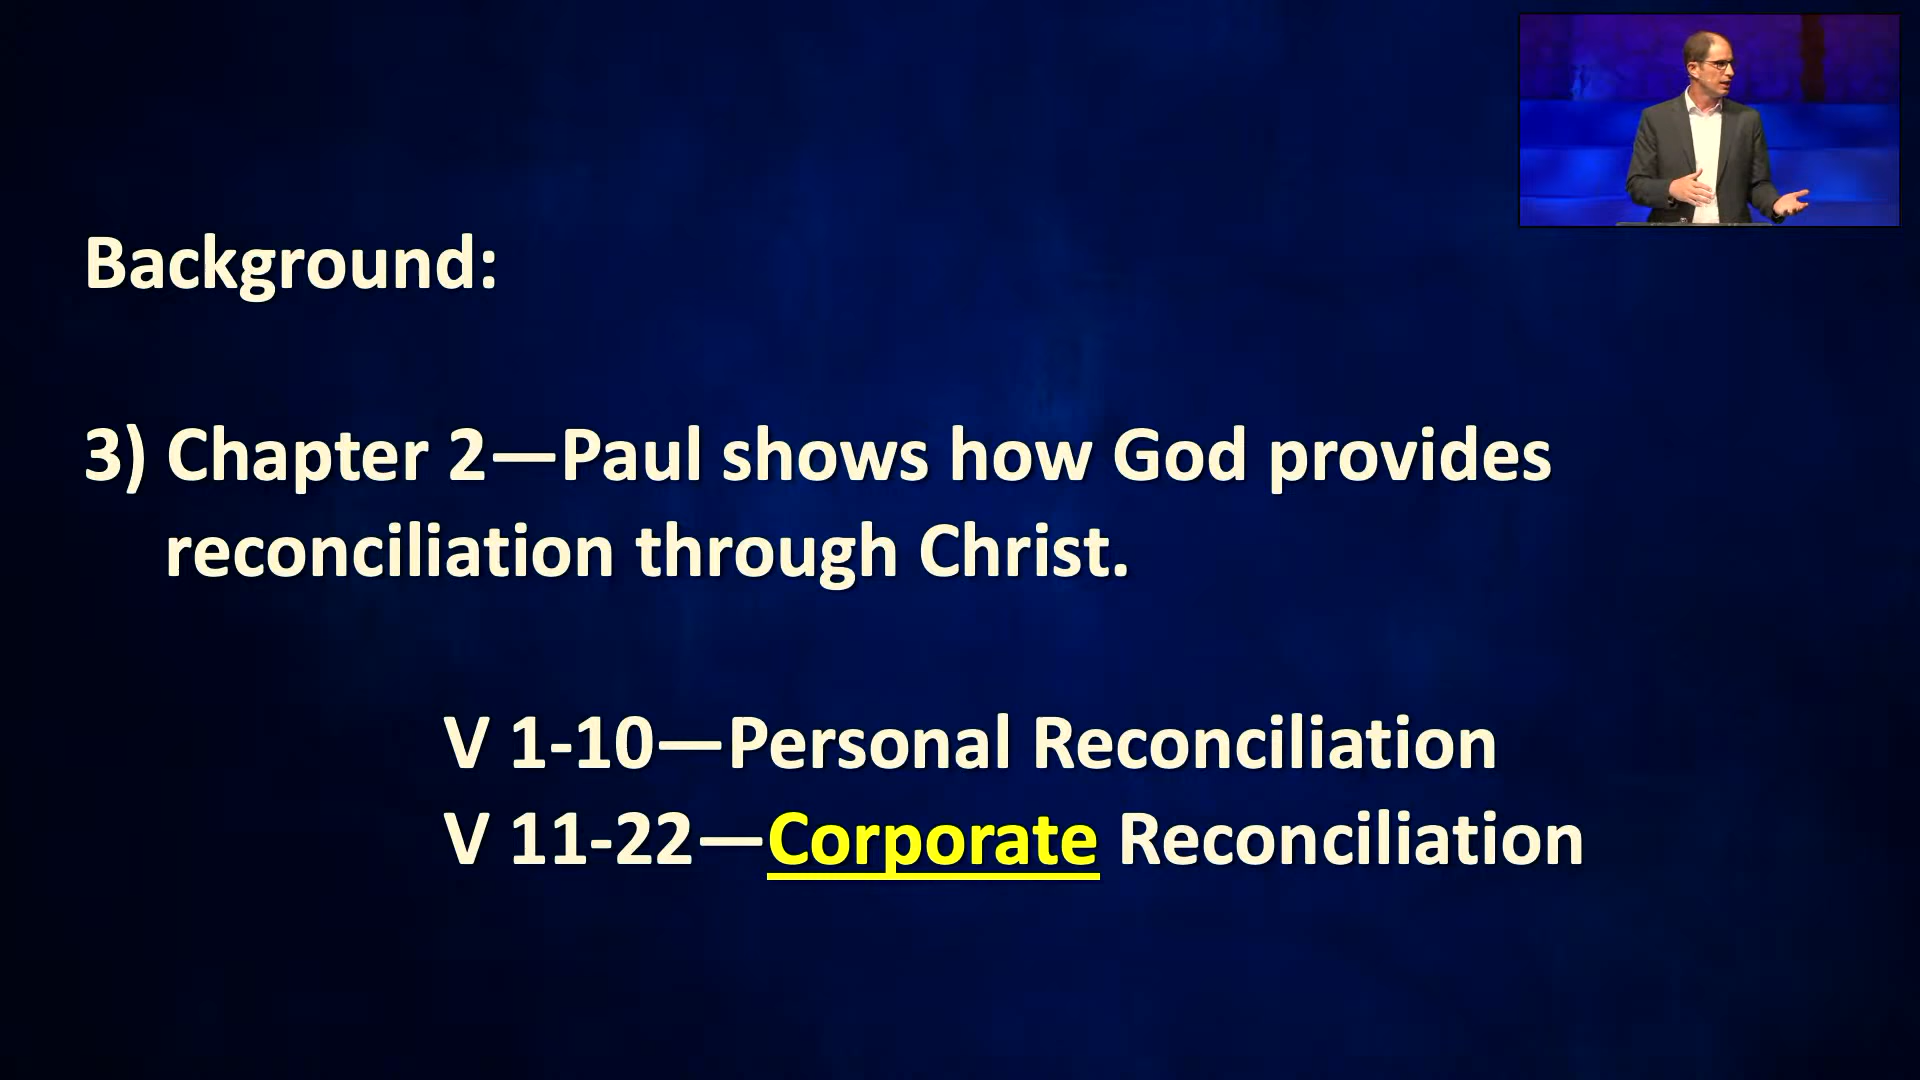 Background:
3) Chapter 2—Paul shows how God provides
reconciliation through Christ.
V 1-10—Personal Reconciliation
V 11-22—Corporate Reconciliation